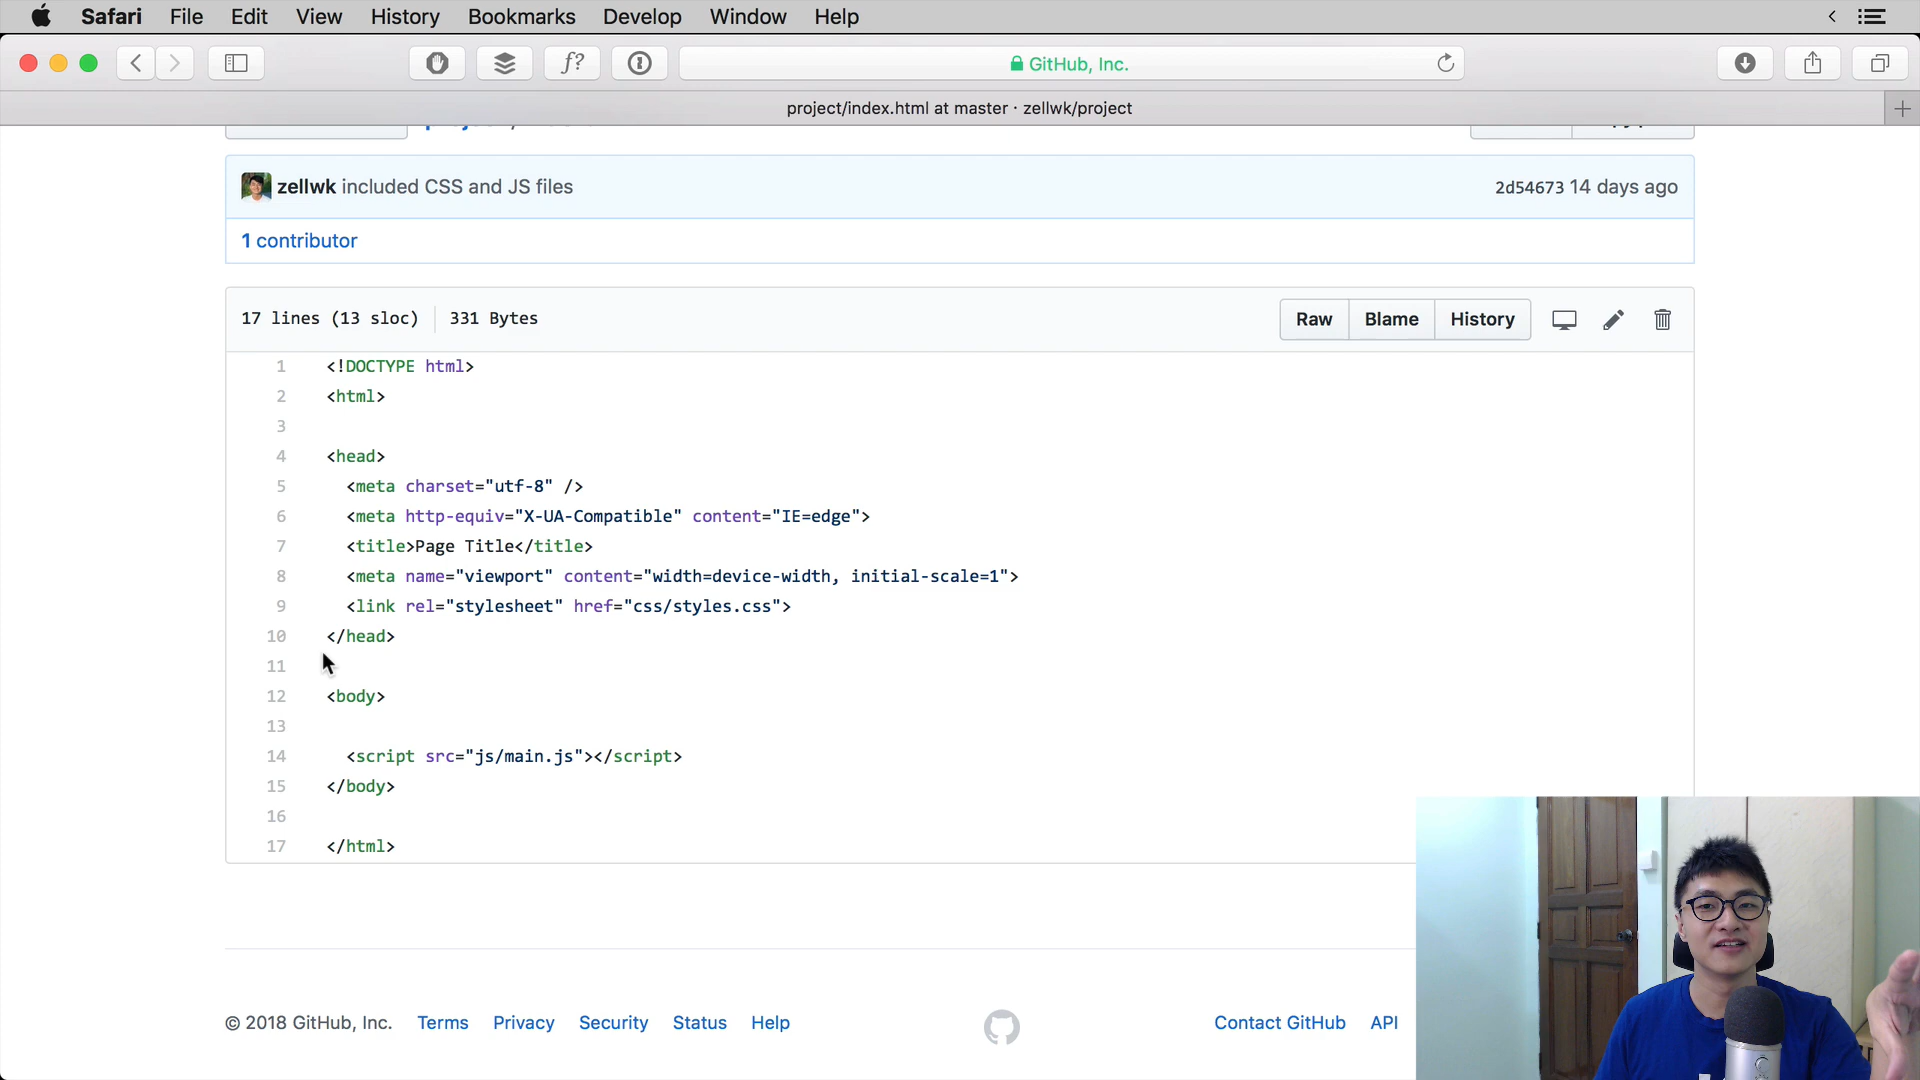 Safari File Edit View History Bookmarks Develop Window Help
f? GitHub, Inc.
project/index.html at master · zellwk/project
zellwk included CSS and JS files 2d54673 14 days ago
1 contributor
17 lines (13 sloc) 331 Bytes Raw Blame History
1 <!DOCTYPE html>
2 <html>
3
4 <head>
5 <meta charset="utf-8" />
6 <meta http-equiv="X-UA-Compatible" content="IE=edge">
7 <title>Page Title</title>
8 <meta name="viewport" content="width=device-width, initial-scale=1">
9 <link rel="stylesheet" href="css/styles.css">
10 </head>
11
12 <body>
13
14 <script src="js/main.js"></script>
15 </body>
16
17 </html>
© 2018 GitHub, Inc. Terms Privacy Security Status Help Contact GitHub API